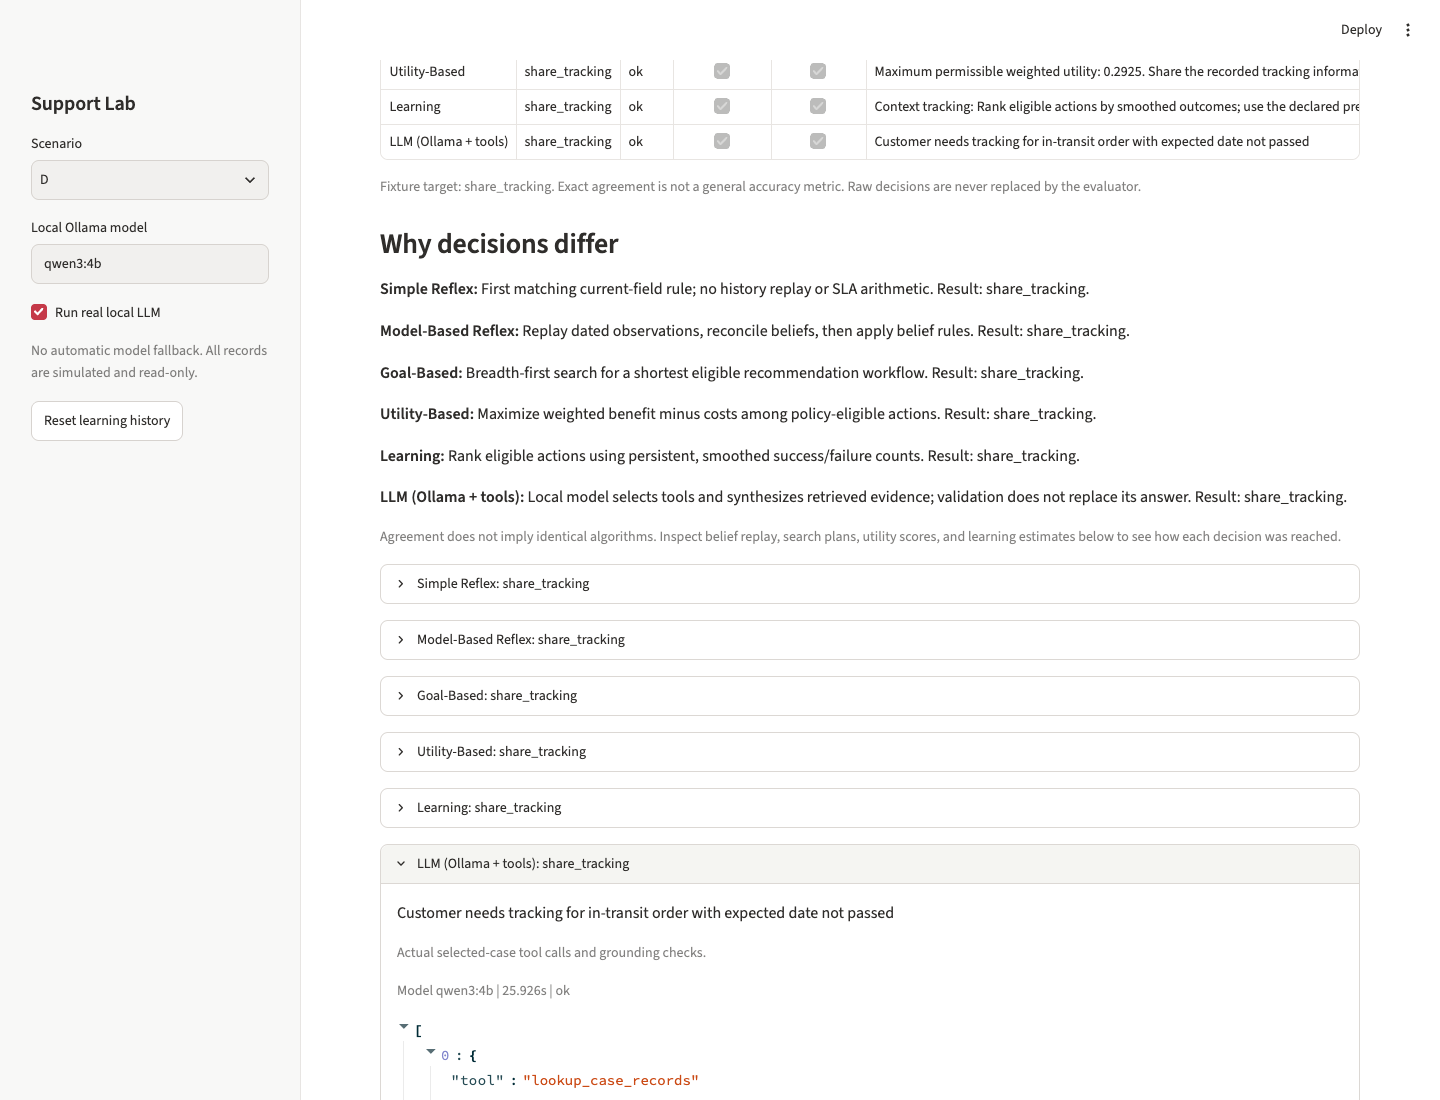 Deploy
Support Lab
Scenario
D
Local Ollama model
qwen3:4b
Run real local LLM
No automatic model fallback. All records
are simulated and read-only.
Reset learning history
Utility-Based share_tracking ok Maximum permissible weighted utility: 0.2925. Share the recorded tracking informa
Learning share_tracking ok Context tracking: Rank eligible actions by smoothed outcomes; use the declared pre
LLM (Ollama + tools) share_tracking ok Customer needs tracking for in-transit order with expected date not passed
Fixture target: share_tracking. Exact agreement is not a general accuracy metric. Raw decisions are never replaced by the evaluator.
Why decisions differ
Simple Reflex: First matching current-field rule; no history replay or SLA arithmetic. Result: share_tracking.
Model-Based Reflex: Replay dated observations, reconcile beliefs, then apply belief rules. Result: share_tracking.
Goal-Based: Breadth-first search for a shortest eligible recommendation workflow. Result: share_tracking.
Utility-Based: Maximize weighted benefit minus costs among policy-eligible actions. Result: share_tracking.
Learning: Rank eligible actions using persistent, smoothed success/failure counts. Result: share_tracking.
LLM (Ollama + tools): Local model selects tools and synthesizes retrieved evidence; validation does not replace its answer. Result: share_tracking.
Agreement does not imply identical algorithms. Inspect belief replay, search plans, utility scores, and learning estimates below to see how each decision was reached.
Simple Reflex: share_tracking
Model-Based Reflex: share_tracking
Goal-Based: share_tracking
Utility-Based: share_tracking
Learning: share_tracking
LLM (Ollama + tools): share_tracking
Customer needs tracking for in-transit order with expected date not passed
Actual selected-case tool calls and grounding checks.
Model qwen3:4b | 25.926s | ok
[
0 : {
"tool" : "lookup_case_records"